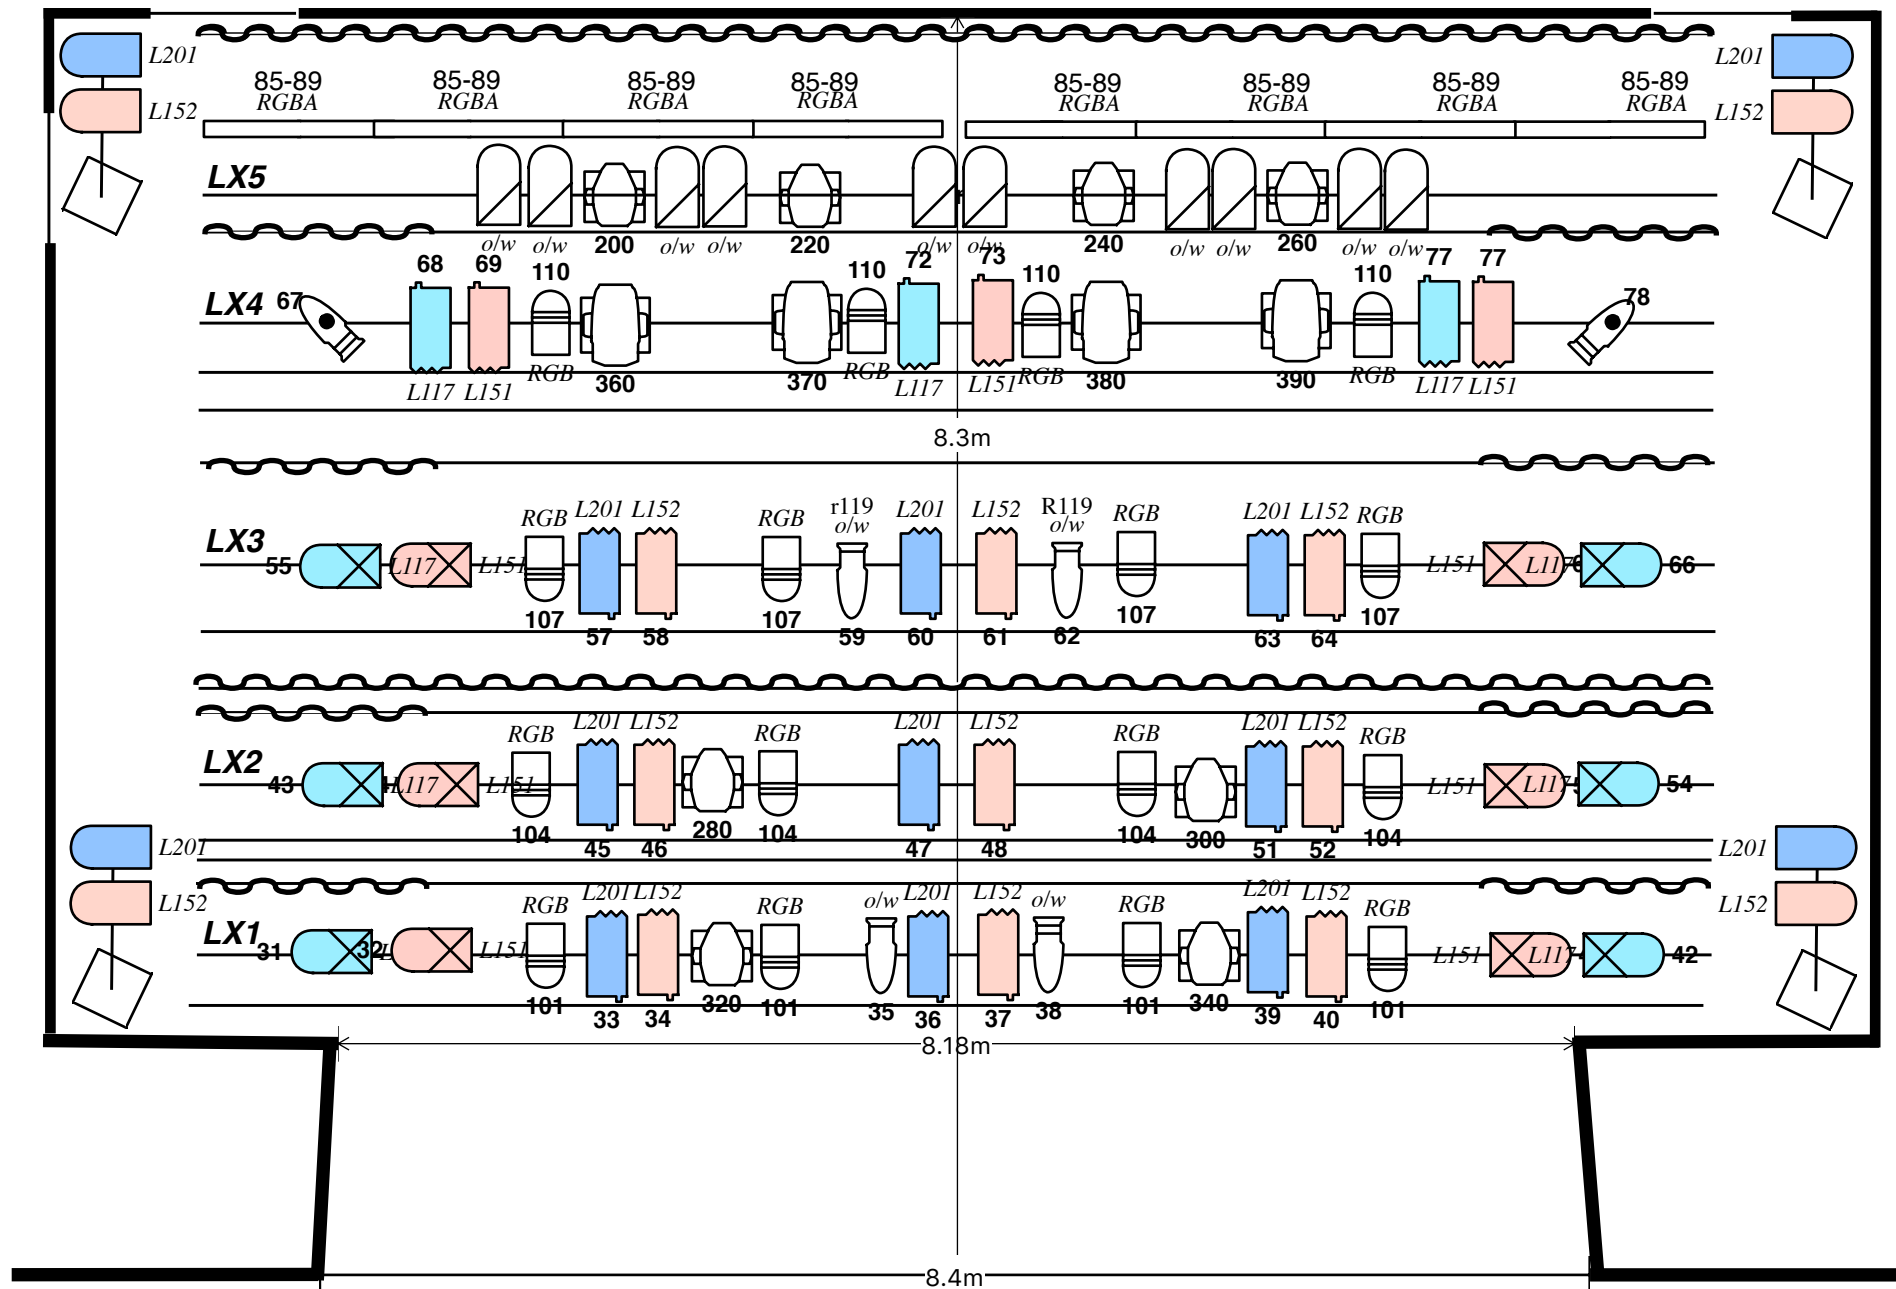 L201 L201
85-89 85-89 85-89 85-89 85-89 85-89 85-89 85-89
RGBA RGBA RGBA RGBA RGBA RGBA RGBA RGBA
L152 L152
LX5
o/w o/w 200 o/w o/w 220 o/w o/w 240 o/w o/w 260 o/w o/w
68 69 110 110 72 73 110 110 77 77
LX4 67 78
L117 L151 RGB 360 370 RGB L117 L151 RGB 380 390 RGB L117 L151
8.3m
RGB L201 L152 RGB r119 L201 L152 R119 RGB L201 L152 RGB
o/w o/w
LX3
55 L117 L151 L151 L117 66
107 57 58 107 59 60 61 62 107 63 64 107
RGB L201 L152 RGB L201 L152 RGB L201 L152 RGB
LX2
43 L117 L151 L151 L117 54
104 45 46 280 104 47 48 104 300 51 52 104
L201 L201
L152 L152
RGB L201 L152 RGB o/w L201 L152 o/w RGB L201 L152 RGB
LX1
31 32 L151 L151 L117 42
101 33 34 320 101 35 36 37 38 101 340 39 40 101
8.18m
8.4m